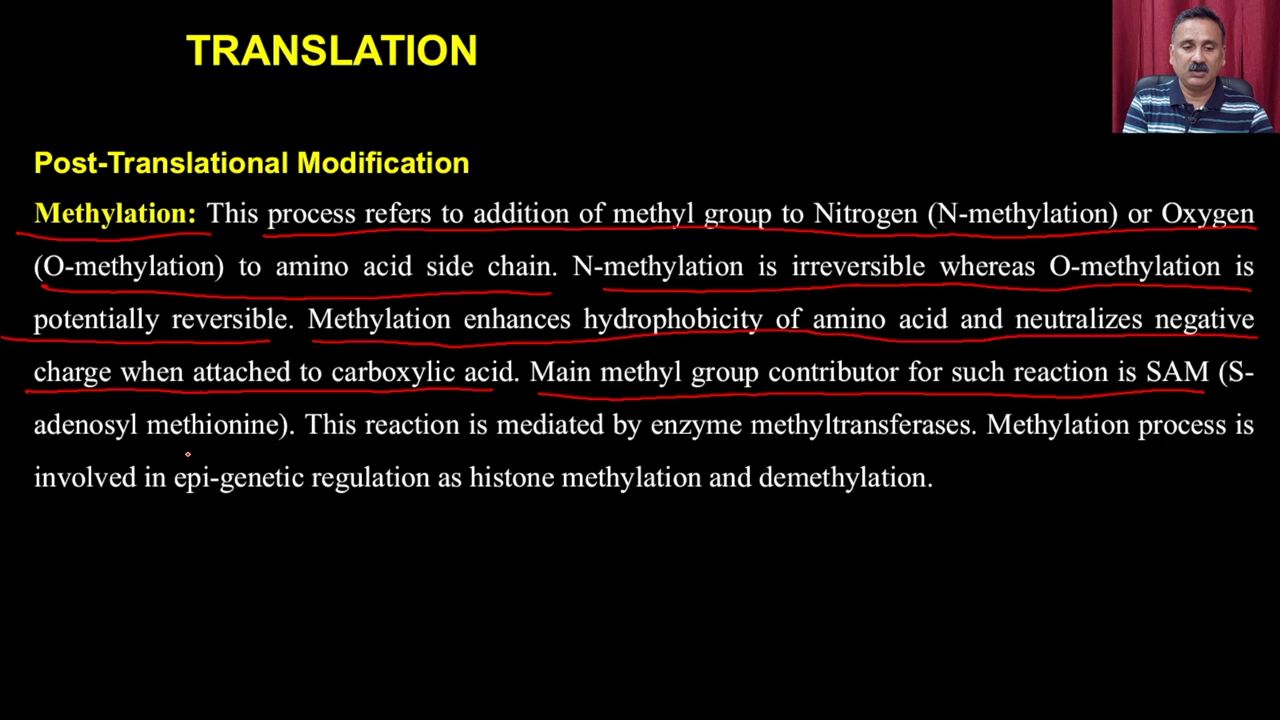 TRANSLATION
Post-Translational Modification
Methylation: This process refers to addition of methyl group to Nitrogen (N-methylation) or Oxygen
(O-methylation) to amino acid side chain. N-methylation is irreversible whereas O-methylation is
potentially reversible. Methylation enhances hydrophobicity of amino acid and neutralizes negative
charge when attached to carboxylic acid. Main methyl group contributor for such reaction is SAM (S-
adenosyl methionine). This reaction is mediated by enzyme methyltransferases. Methylation process is
involved in epi-genetic regulation as histone methylation and demethylation.